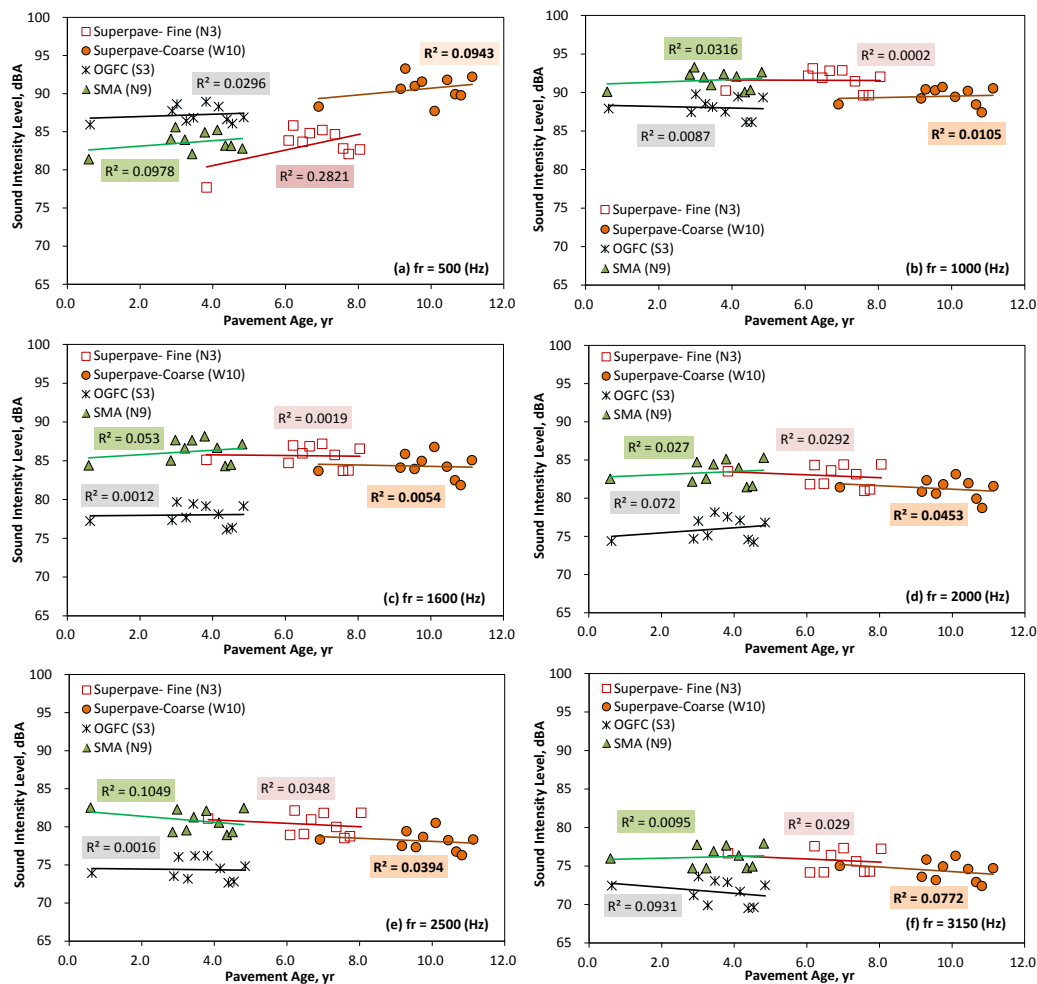 100
95
90
85
80
75
70
65
Sound Intensity Level, dBA
Superpave- Fine (N3)
Superpave-Coarse (W10)
OGFC (S3)
SMA (N9)
R² = 0.0943
R² = 0.0296
R² = 0.0978
R² = 0.2821
(a) fr = 500 (Hz)
0.0 2.0 4.0 6.0 8.0 10.0 12.0
Pavement Age, yr
100
95
90
85
80
75
70
65
60
Sound Intensity Level, dBA
R² = 0.0316
R² = 0.0002
R² = 0.0087
R² = 0.0105
Superpave- Fine (N3)
Superpave-Coarse (W10)
OGFC (S3)
SMA (N9)
(b) fr = 1000 (Hz)
0.0 2.0 4.0 6.0 8.0 10.0 12.0
Pavement Age, yr
100
95
90
85
80
75
70
65
Sound Intensity Level, dBA
Superpave- Fine (N3)
Superpave-Coarse (W10)
OGFC (S3)
SMA (N9)
R² = 0.0019
R² = 0.053
R² = 0.0012
R² = 0.0054
(c) fr = 1600 (Hz)
0.0 2.0 4.0 6.0 8.0 10.0 12.0
Pavement Age, yr
100
95
90
85
80
75
70
65
Sound Intensity Level, dBA
Superpave- Fine (N3)
Superpave-Coarse (W10)
OGFC (S3)
SMA (N9)
R² = 0.027
R² = 0.0292
R² = 0.072
R² = 0.0453
(d) fr = 2000 (Hz)
0.0 2.0 4.0 6.0 8.0 10.0 12.0
Pavement Age, yr
100
95
90
85
80
75
70
65
Sound Intensity Level, dBA
Superpave- Fine (N3)
Superpave-Coarse (W10)
OGFC (S3)
SMA (N9)
R² = 0.1049
R² = 0.0348
R² = 0.0016
R² = 0.0394
(e) fr = 2500 (Hz)
0.0 2.0 4.0 6.0 8.0 10.0 12.0
Pavement Age, yr
100
95
90
85
80
75
70
65
Sound Intensity Level, dBA
Superpave- Fine (N3)
Superpave-Coarse (W10)
OGFC (S3)
SMA (N9)
R² = 0.0095
R² = 0.029
R² = 0.0931
R² = 0.0772
(f) fr = 3150 (Hz)
0.0 2.0 4.0 6.0 8.0 10.0 12.0
Pavement Age, yr